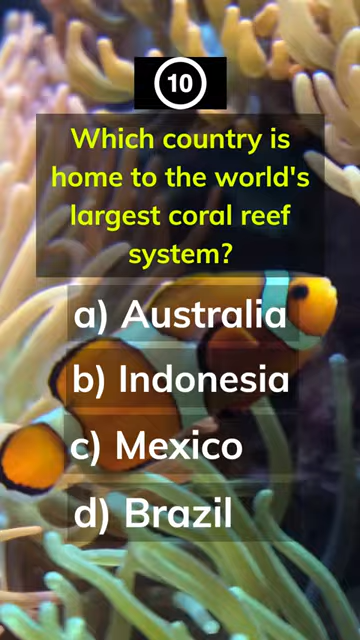 10
Which country is
home to the world's
largest coral reef
system?
a) Australia
b) Indonesia
c) Mexico
d) Brazil